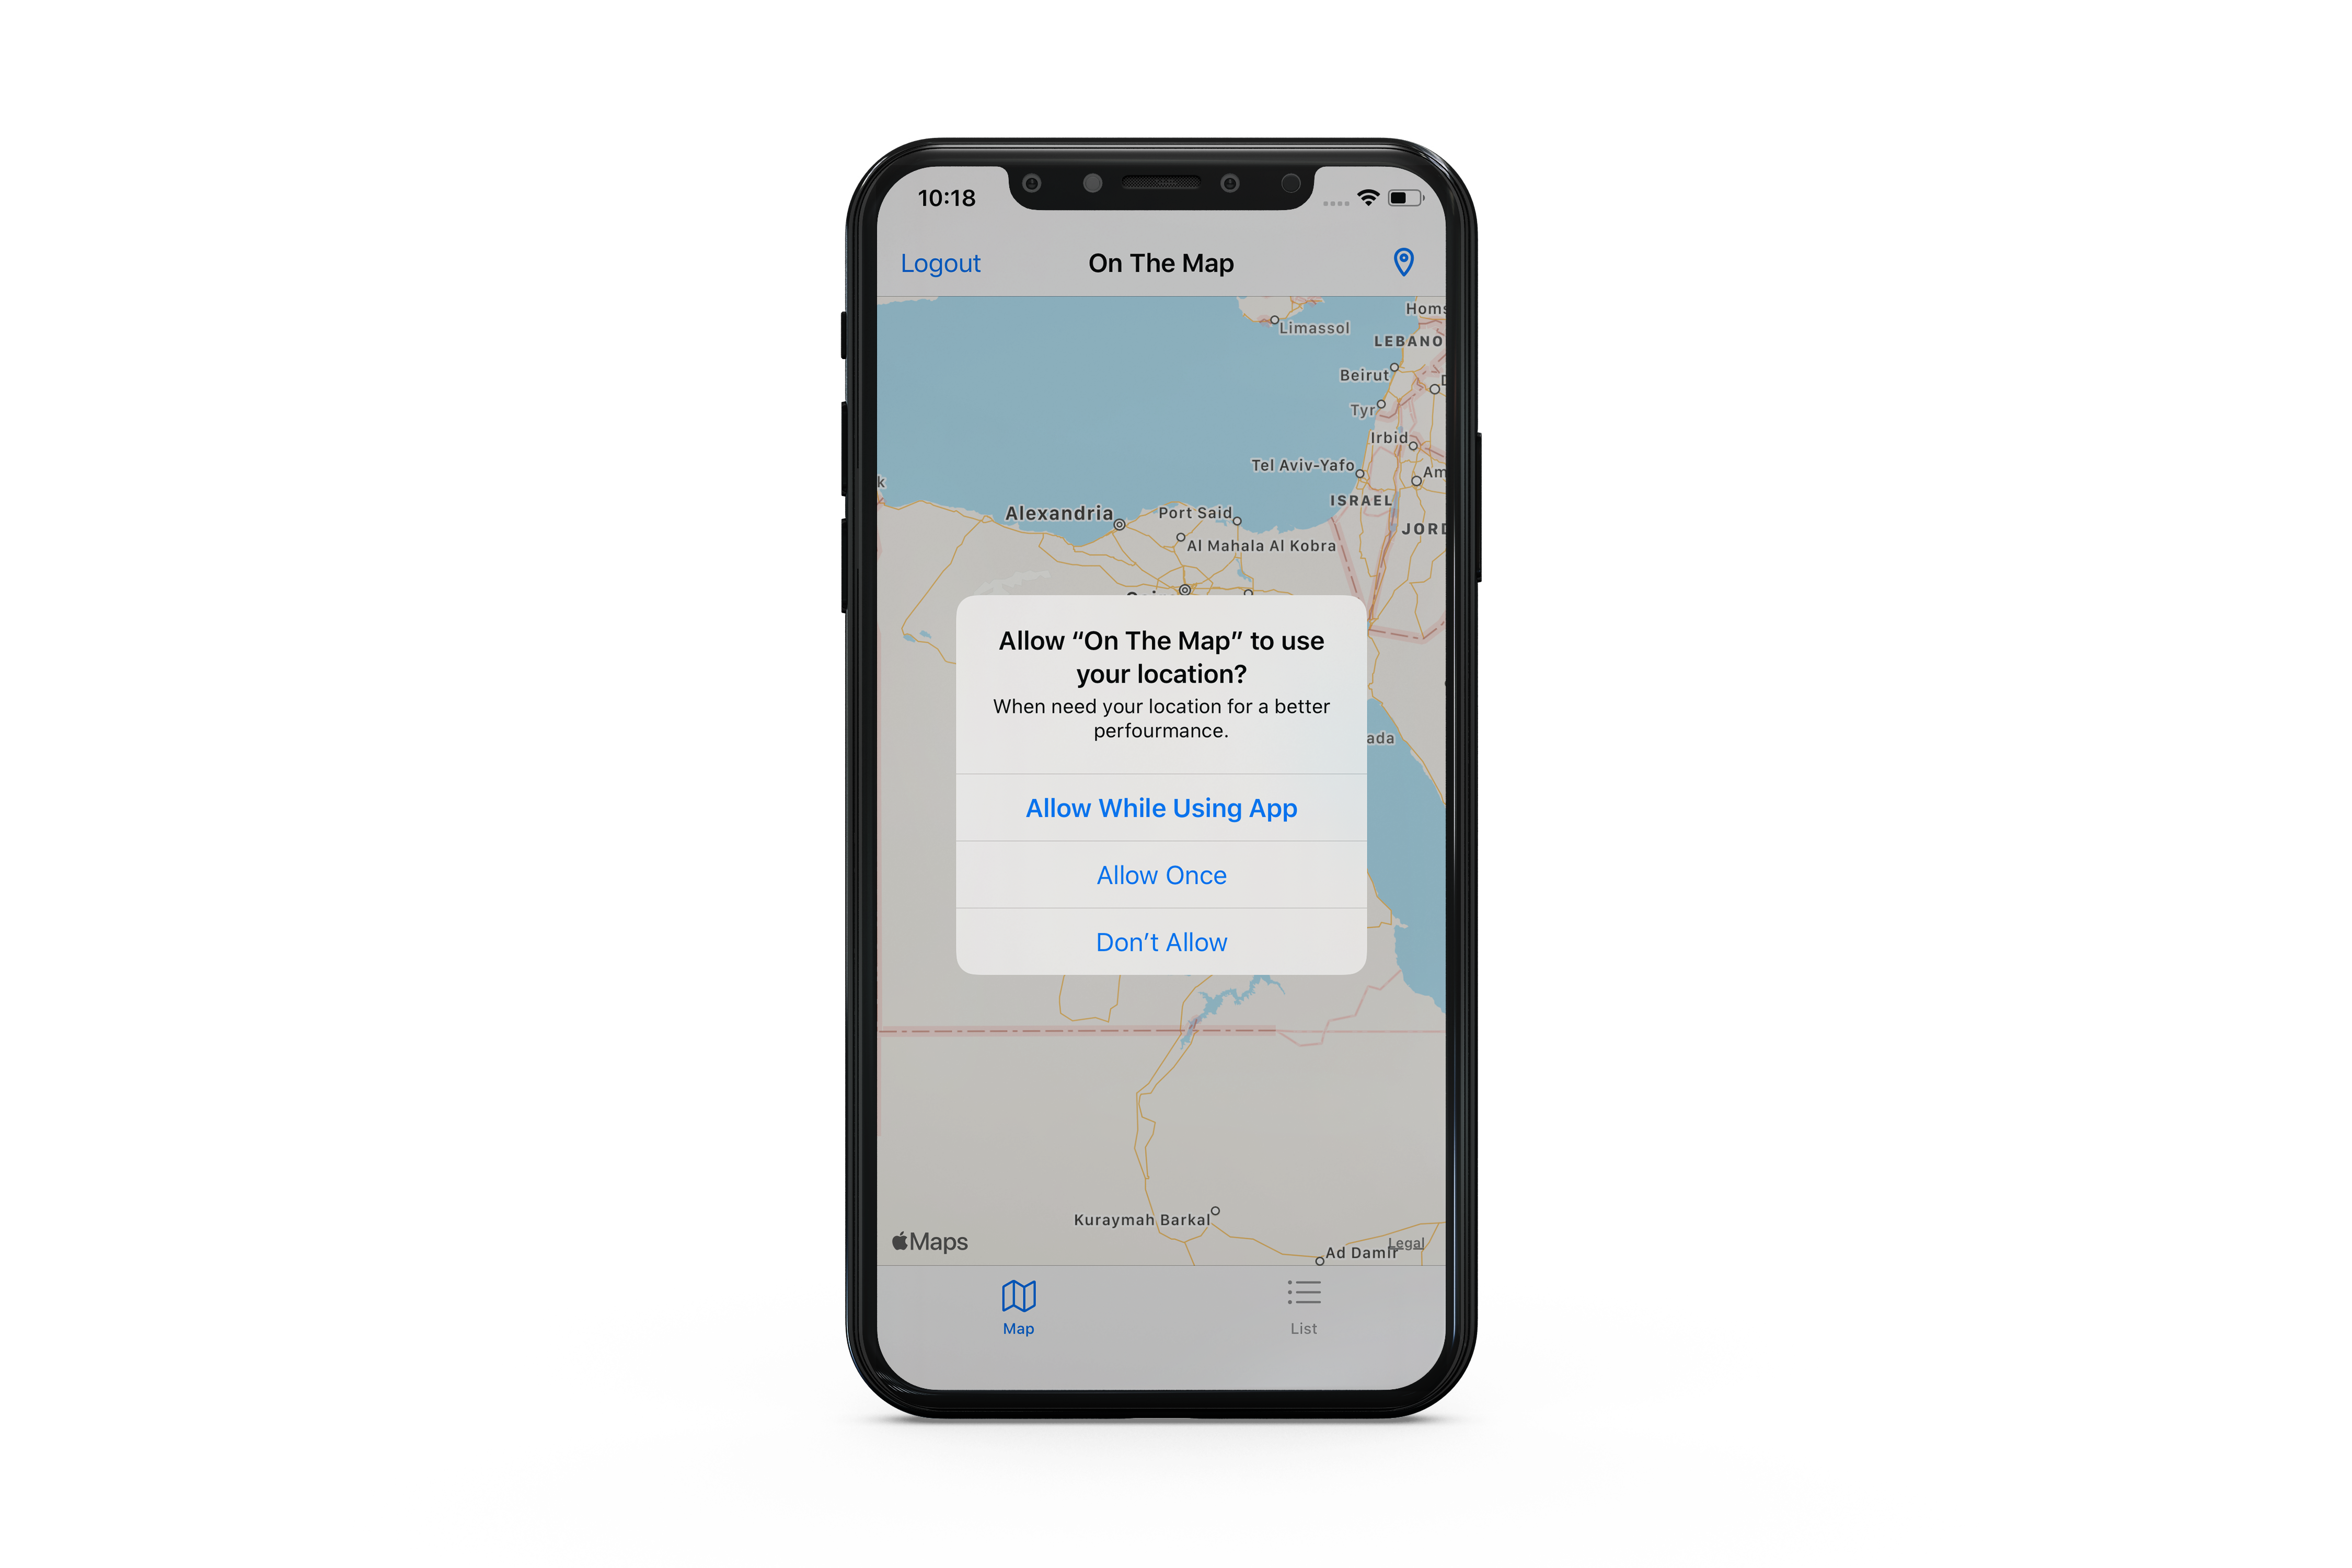 10:18
Logout
On The Map
Limassol
Homs
LEBANO
Beirut
Tyr
Irbid
Tel Aviv-Yafo
Am
ISRAEL
JORD
k
Alexandria
Port Said
Al Mahala Al Kobra
Allow “On The Map” to use
your location?
When need your location for a better
perfourmance.
ada
Allow While Using App
Allow Once
Don’t Allow
Kuraymah Barkal
Maps
Ad Damir
Legal
Map
List